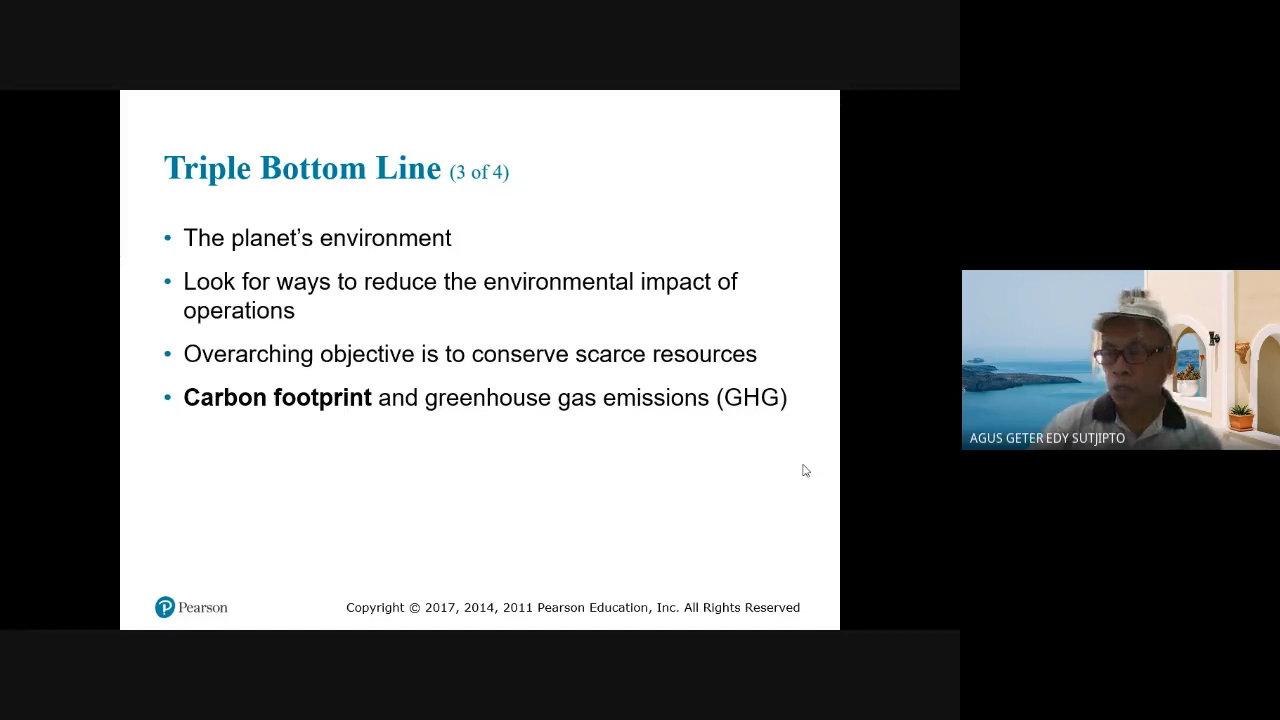 Triple Bottom Line (3 of 4)
• The planet’s environment
• Look for ways to reduce the environmental impact of
operations
• Overarching objective is to conserve scarce resources
• Carbon footprint and greenhouse gas emissions (GHG)
Pearson
Copyright © 2017, 2014, 2011 Pearson Education, Inc. All Rights Reserved
AGUS GETER EDY SUTJIPTO